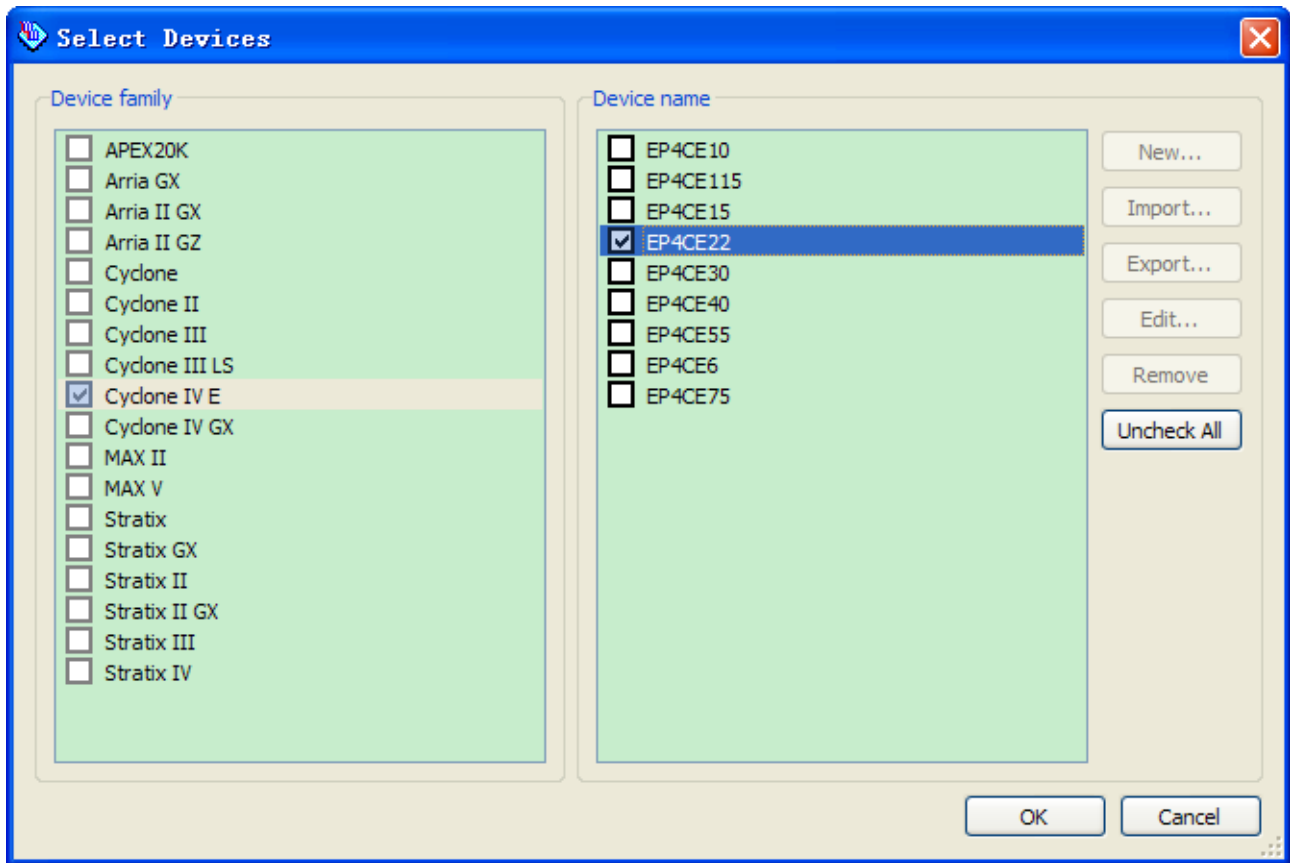 Select Devices
Device family
APEX20K
Arria GX
Arria II GX
Arria II GZ
Cyclone
Cyclone II
Cyclone III
Cyclone III LS
Cyclone IV E
Cyclone IV GX
MAX II
MAX V
Stratix
Stratix GX
Stratix II
Stratix II GX
Stratix III
Stratix IV
Device name
EP4CE10
EP4CE115
EP4CE15
EP4CE22
EP4CE30
EP4CE40
EP4CE55
EP4CE6
EP4CE75
New...
Import...
Export...
Edit...
Remove
Uncheck All
OK
Cancel